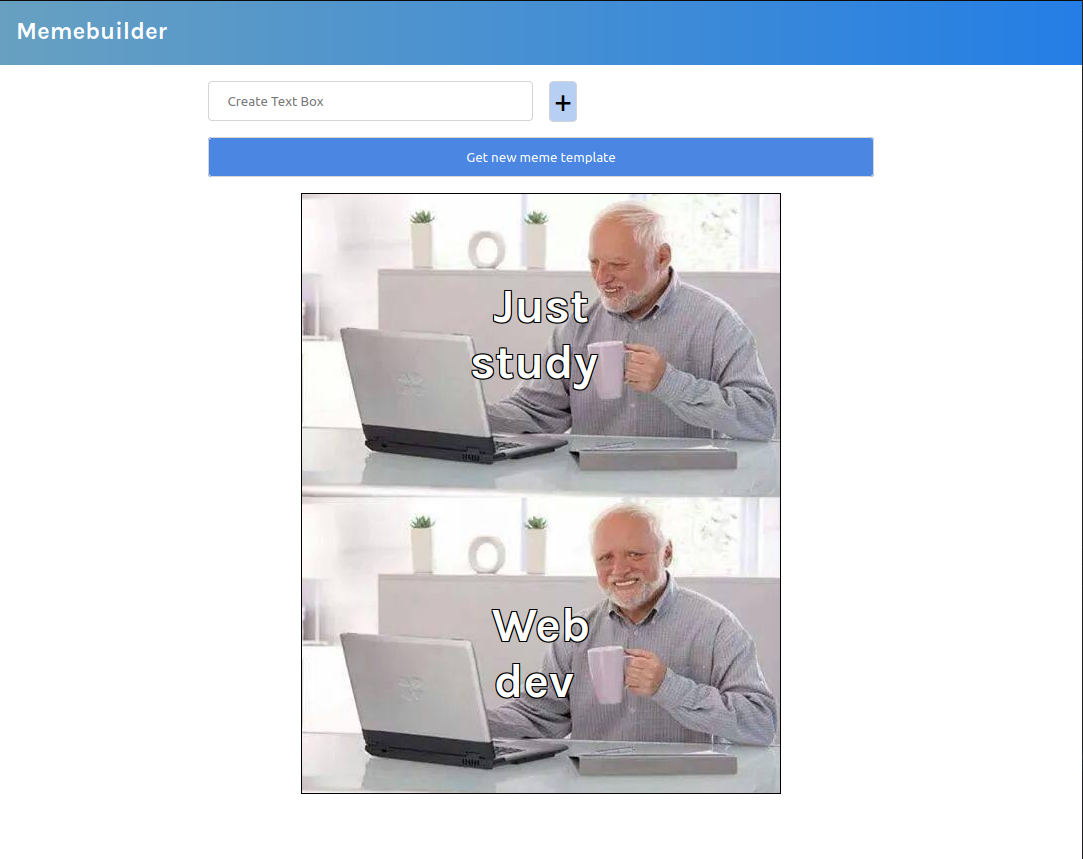 Memebuilder
Create Text Box
+
Get new meme template
Just
study
Web
dev